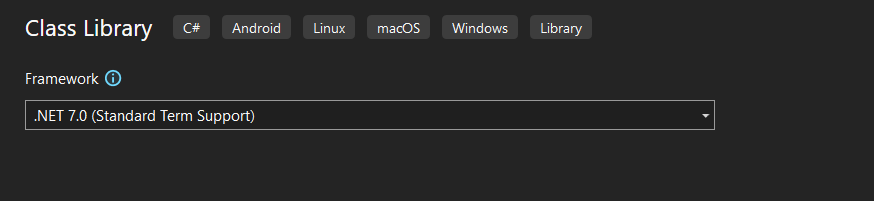 Class Library C# Android Linux macOS Windows Library
Framework
.NET 7.0 (Standard Term Support)